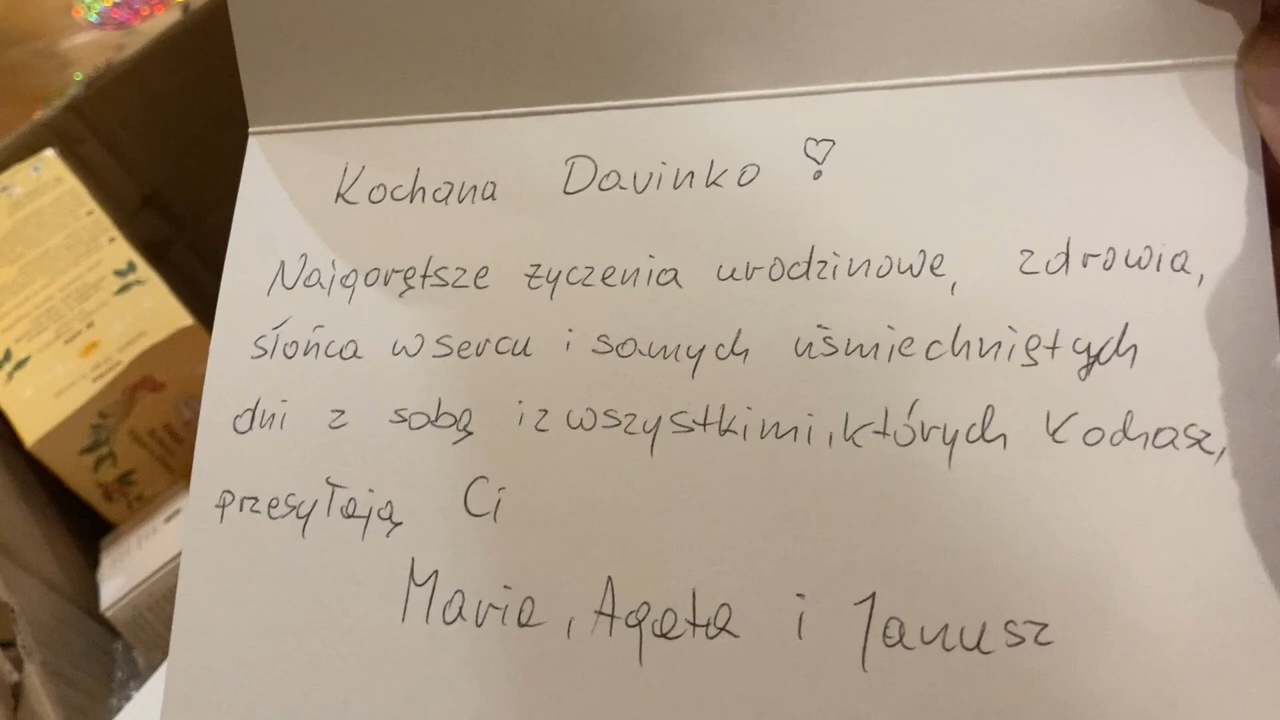 Kochana Davinko!
Najgorętsze życzenia urodzinowe, zdrowia,
słońca w sercu i samych uśmiechniętych
dni z sobą i z wszystkimi, których Kochasz,
przesyłają Ci
Maria, Agata i Janusz